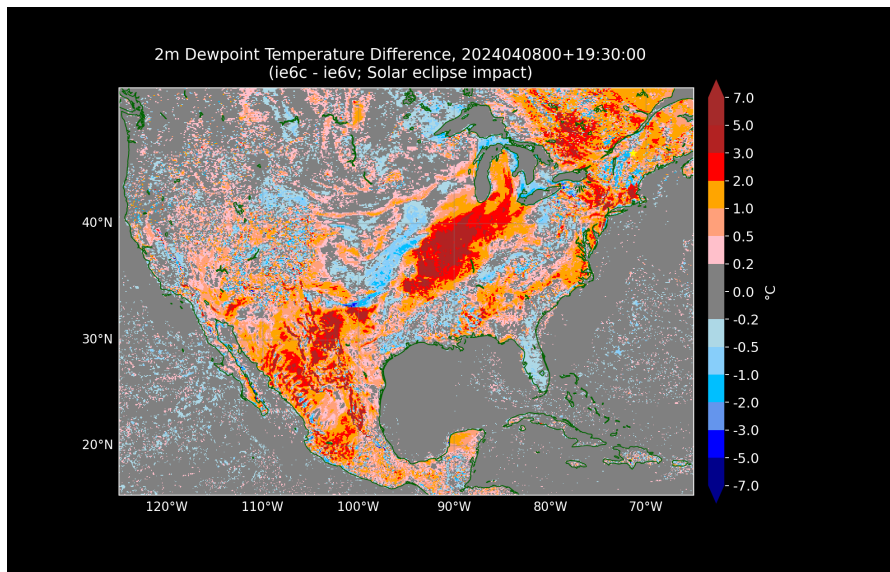 2m Dewpoint Temperature Difference, 2024040800+19:30:00
(ie6c - ie6v; Solar eclipse impact)
40°N
30°N
20°N
120°W 110°W 100°W 90°W 80°W 70°W
7.0
5.0
3.0
2.0
1.0
0.5
0.2
0.0
-0.2
-0.5
-1.0
-2.0
-3.0
-5.0
-7.0
°C